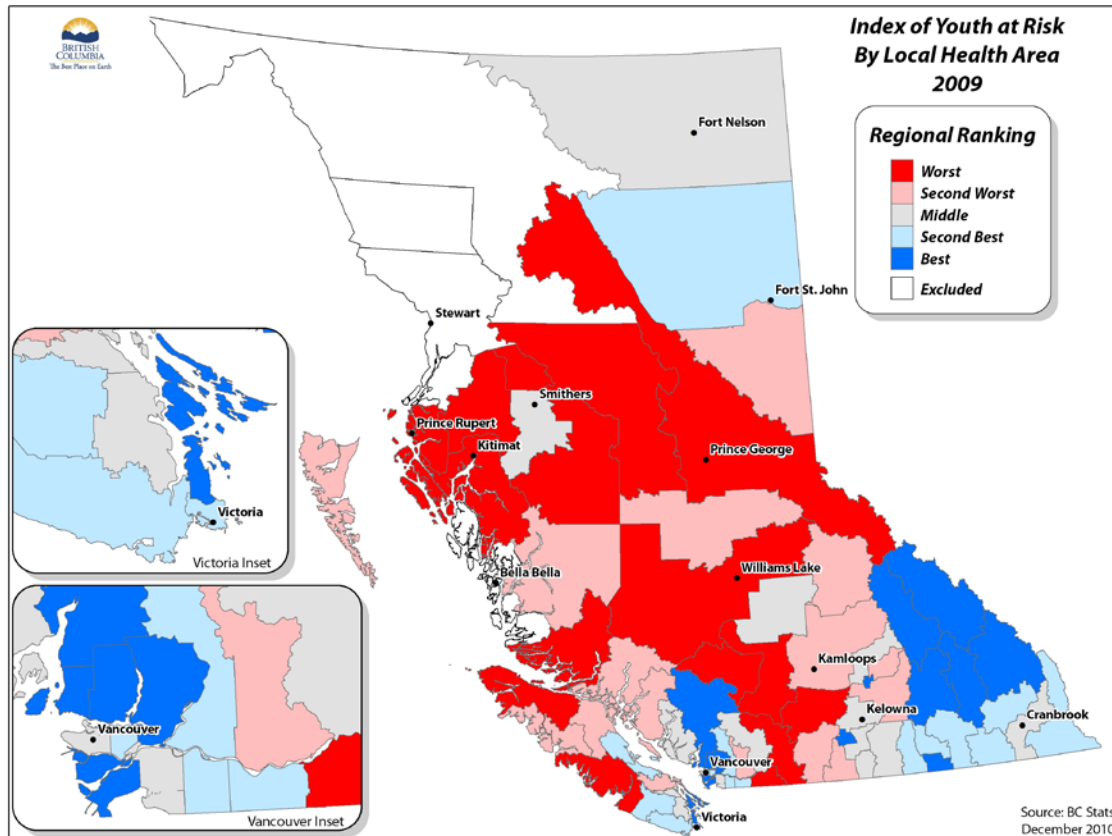 BRITISH
COLUMBIA
The Best Place on Earth
Index of Youth at Risk
By Local Health Area
2009
Regional Ranking
Worst
Second Worst
Middle
Second Best
Best
Excluded
Fort Nelson
Fort St. John
Stewart
Smithers
Prince Rupert
Kitimat
Prince George
Bella Bella
Williams Lake
Kamloops
Kelowna
Cranbrook
Vancouver
Victoria
Victoria
Victoria Inset
Vancouver
Vancouver Inset
Source: BC Stats
December 2010